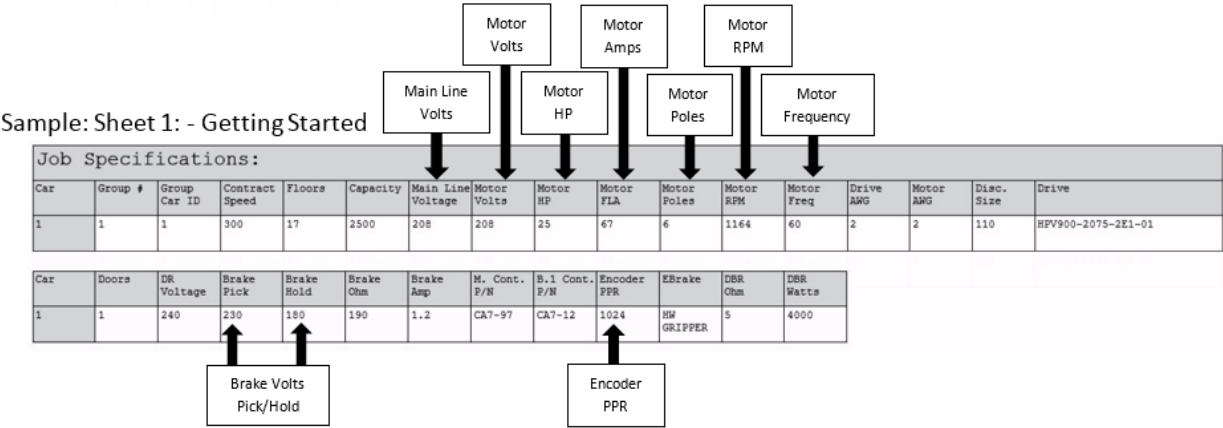 Motor Volts
Motor Amps
Motor RPM
Main Line Volts
Motor HP
Motor Poles
Motor Frequency
Sample: Sheet 1: - Getting Started
Job Specifications:
Car Group # Group Car ID Contract Speed Floors Capacity Main Line Voltage Motor Volts Motor HP Motor FLA Motor Poles Motor RPM Motor Freq Drive AWG Motor AWG Disc. Size Drive
1 1 1 300 17 2500 208 208 25 67 6 1164 60 2 2 110 HPV900-2075-2E1-01
Car Doors DR Voltage Brake Pick Brake Hold Brake Ohm Brake Amp M. Cont. P/N B.1 Cont. P/N Encoder PPR EBrake DBR Ohm DBR Watts
1 1 240 230 180 190 1.2 CA7-97 CA7-12 1024 HW GRIPPER 5 4000
Brake Volts Pick/Hold
Encoder PPR